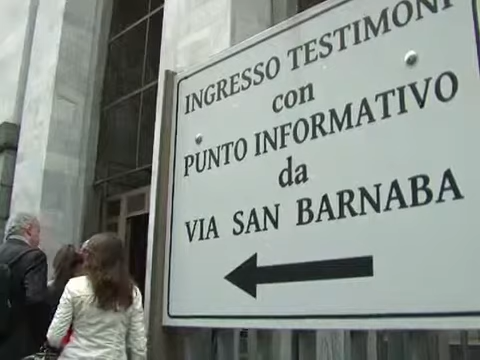 INGRESSO TESTIMONI
con
PUNTO INFORMATIVO
da
VIA SAN BARNABA